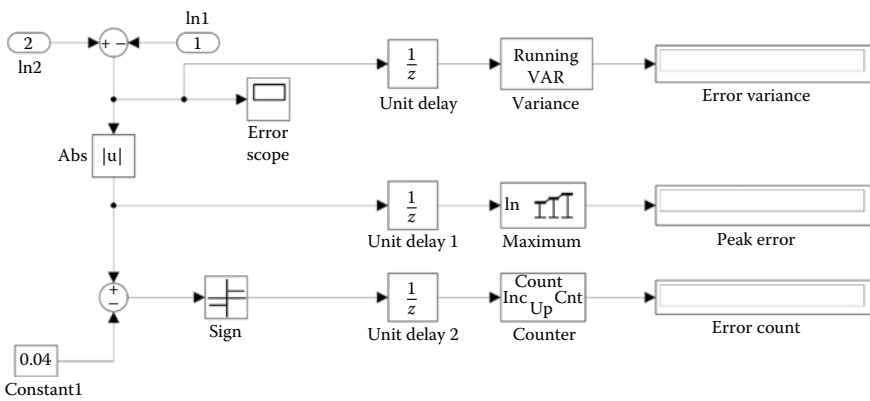 ln1
2
+ −
1
ln2
1
z
Running
VAR
Unit delay
Variance
Error variance
Error
scope
Abs
|u|
1
z
ln
Unit delay 1
Maximum
Peak error
+
−
Sign
1
z
Count
Inc
Up
Cnt
Unit delay 2
Counter
Error count
0.04
Constant1